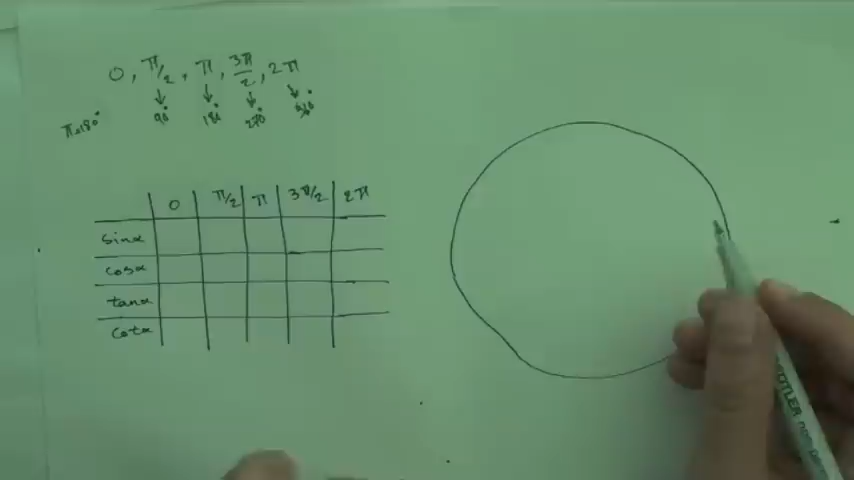 0, π/2, π, 3π/2, 2π
↓ ↓ ↓ ↓
π=180° 90° 180° 270° 360°
0 π/2 π 3π/2 2π
sinα
cosα
tanα
cotα
STAEDTLER